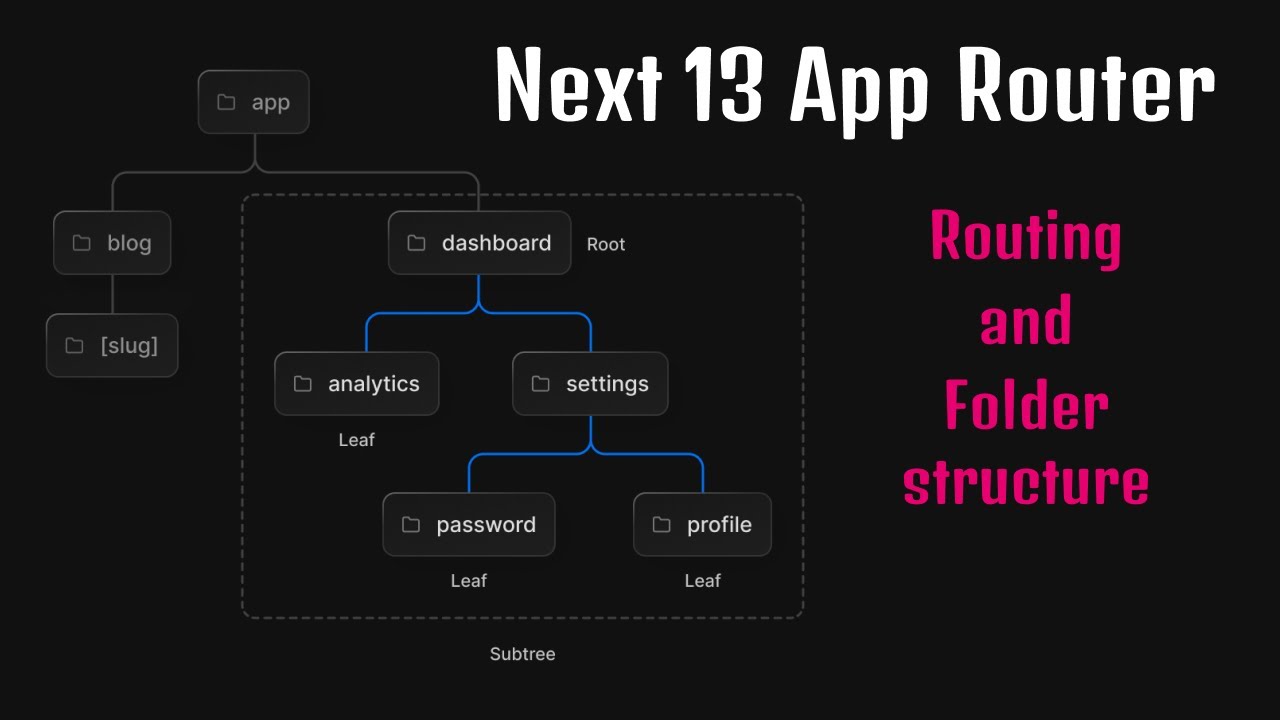 Next 13 App Router
app
blog
dashboard
Root
[slug]
analytics
settings
Leaf
password
profile
Leaf
Leaf
Subtree
Routing
and
Folder
structure